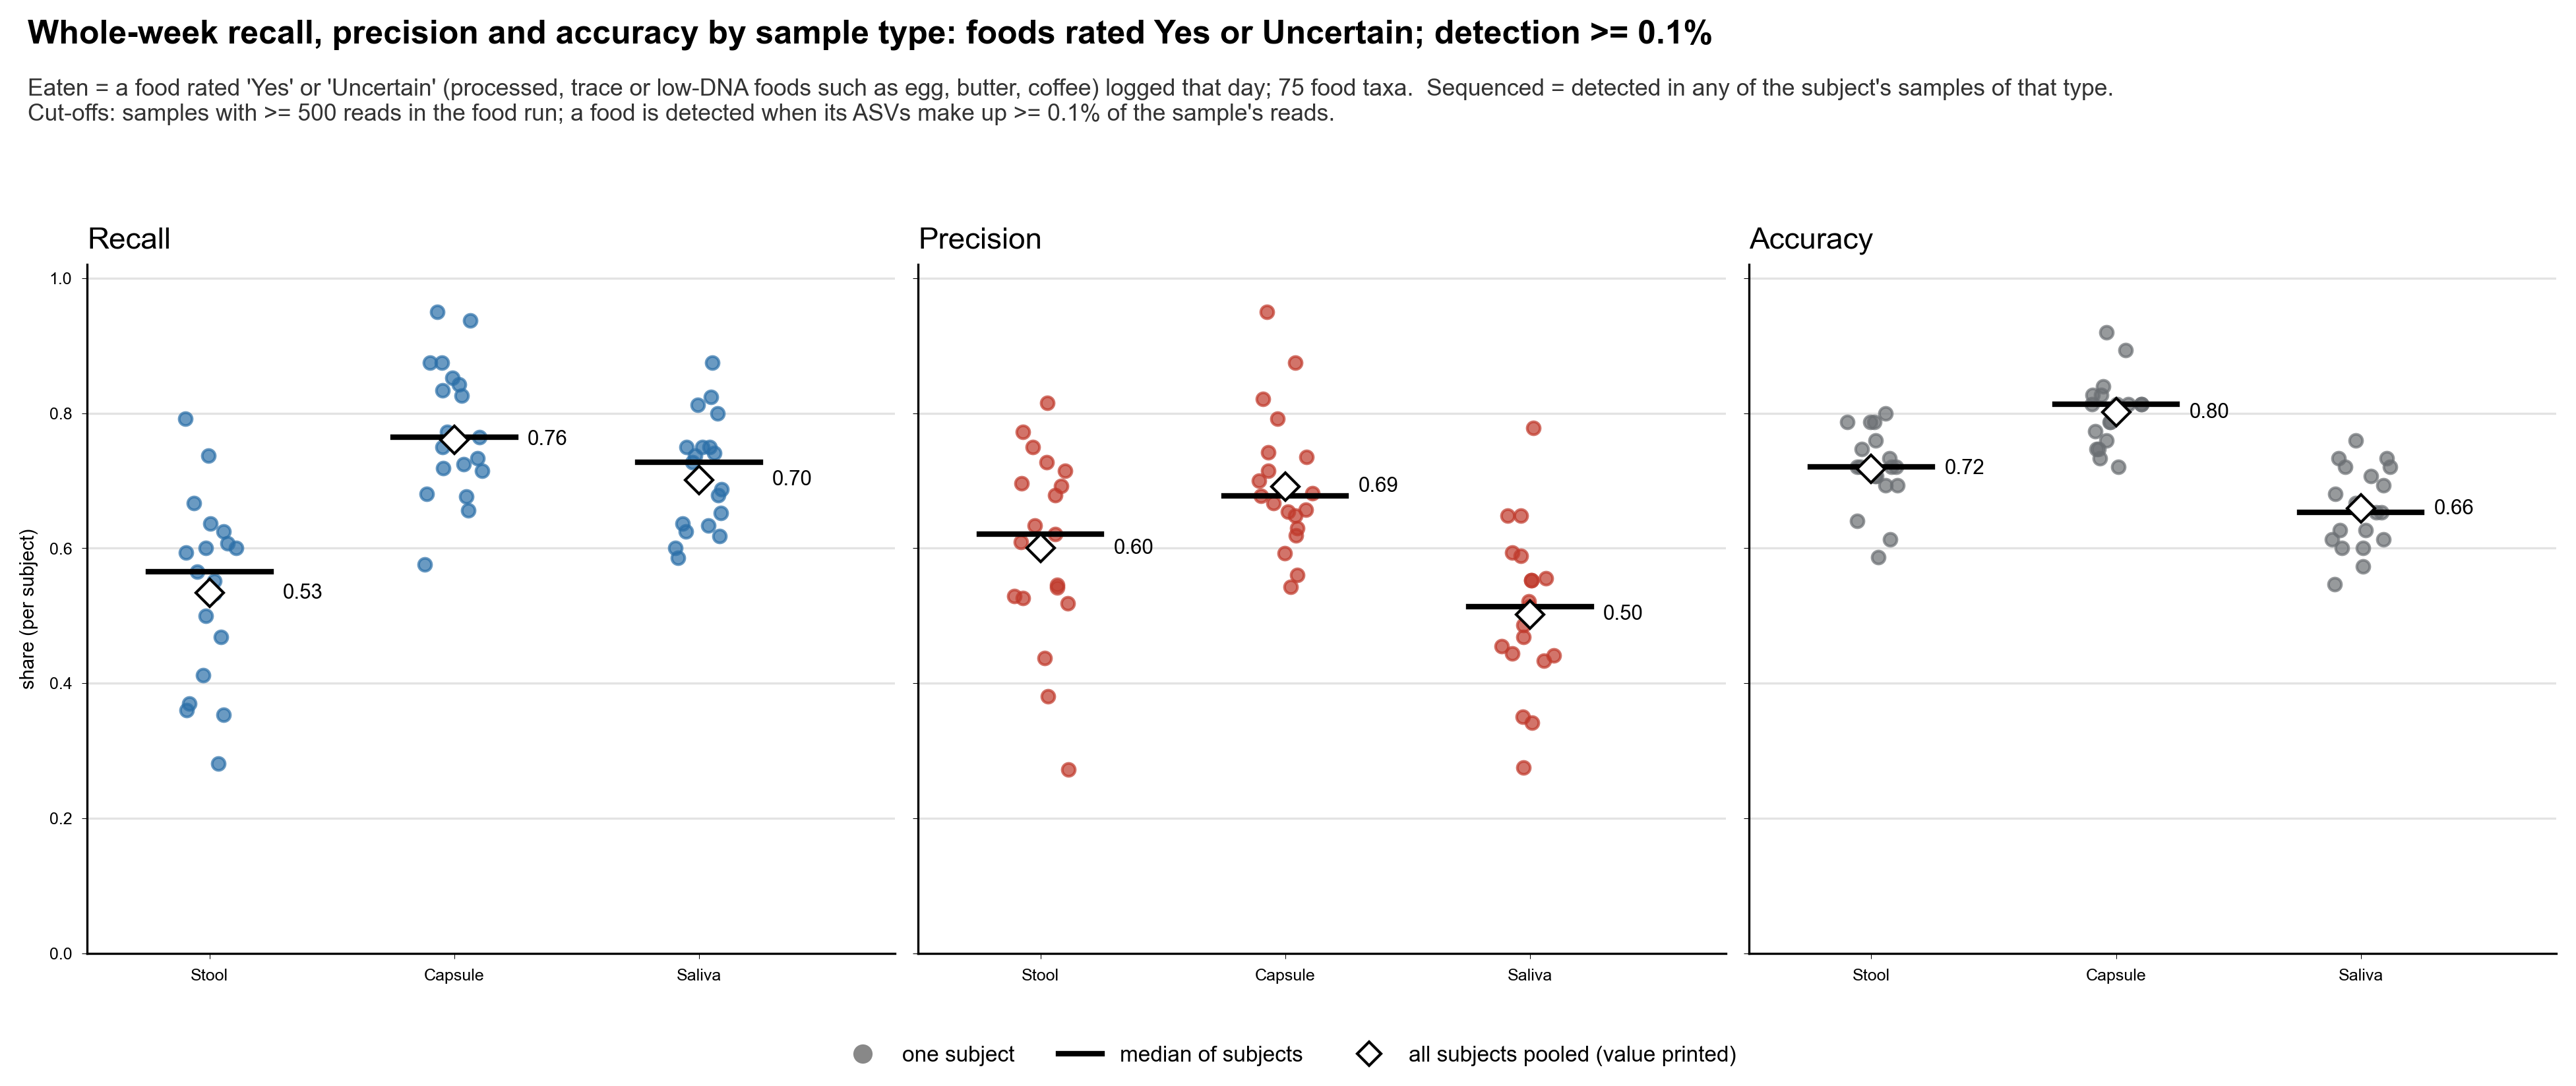 Whole-week recall, precision and accuracy by sample type: foods rated Yes or Uncertain; detection >= 0.1%
Eaten = a food rated 'Yes' or 'Uncertain' (processed, trace or low-DNA foods such as egg, butter, coffee) logged that day; 75 food taxa.  Sequenced = detected in any of the subject's samples of that type.
Cut-offs: samples with >= 500 reads in the food run; a food is detected when its ASVs make up >= 0.1% of the sample's reads.
Recall
share (per subject)
1.0
0.8
0.6
0.4
0.2
0.0
0.53
0.76
0.70
Stool
Capsule
Saliva
Precision
0.60
0.69
0.50
Stool
Capsule
Saliva
Accuracy
0.72
0.80
0.66
Stool
Capsule
Saliva
one subject
median of subjects
all subjects pooled (value printed)